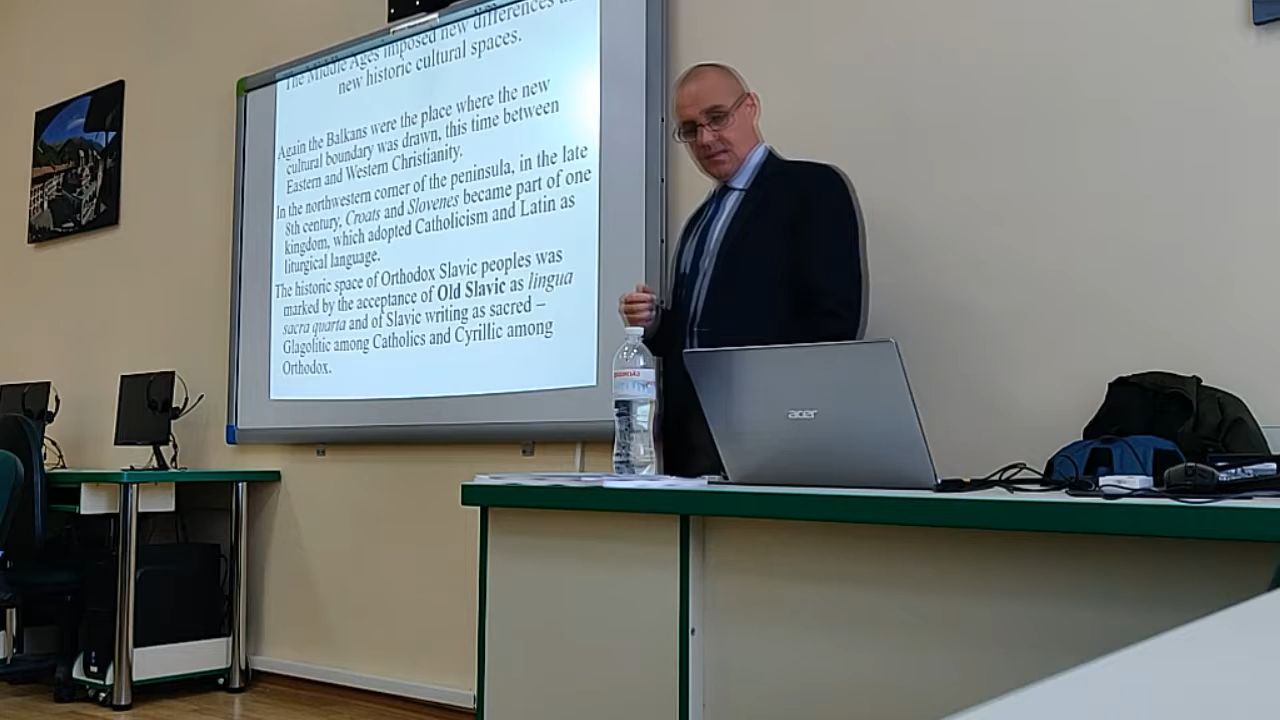 The Middle Ages imposed new differences
new historic cultural spaces.
Again the Balkans were the place where the new
cultural boundary was drawn, this time between
Eastern and Western Christianity.
In the northwestern corner of the peninsula, in the late
8th century, Croats and Slovenes became part of one
kingdom, which adopted Catholicism and Latin as
liturgical language.
The historic space of Orthodox Slavic peoples was
marked by the acceptance of Old Slavic as lingua
sacra quarta and of Slavic writing as sacred –
Glagolitic among Catholics and Cyrillic among
Orthodox.
acer